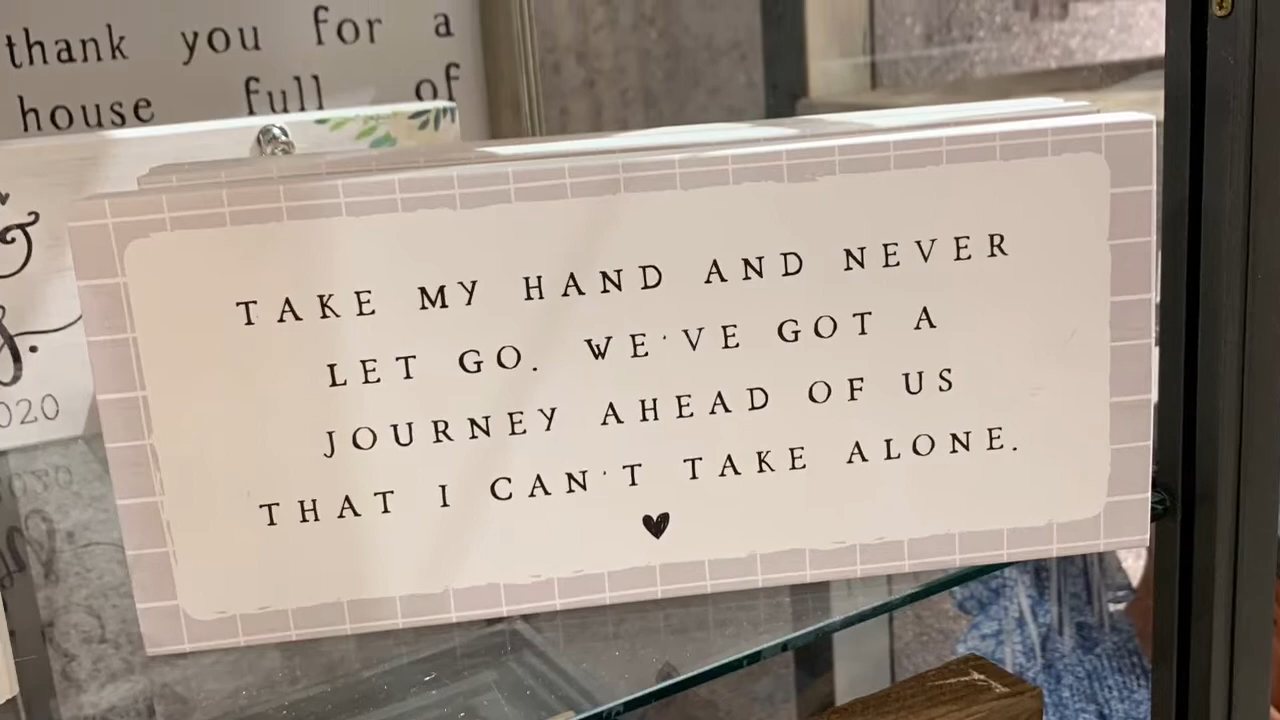 thank you for a
house full of
&
020
TAKE MY HAND AND NEVER
LET GO. WE'VE GOT A
JOURNEY AHEAD OF US
THAT I CAN'T TAKE ALONE.